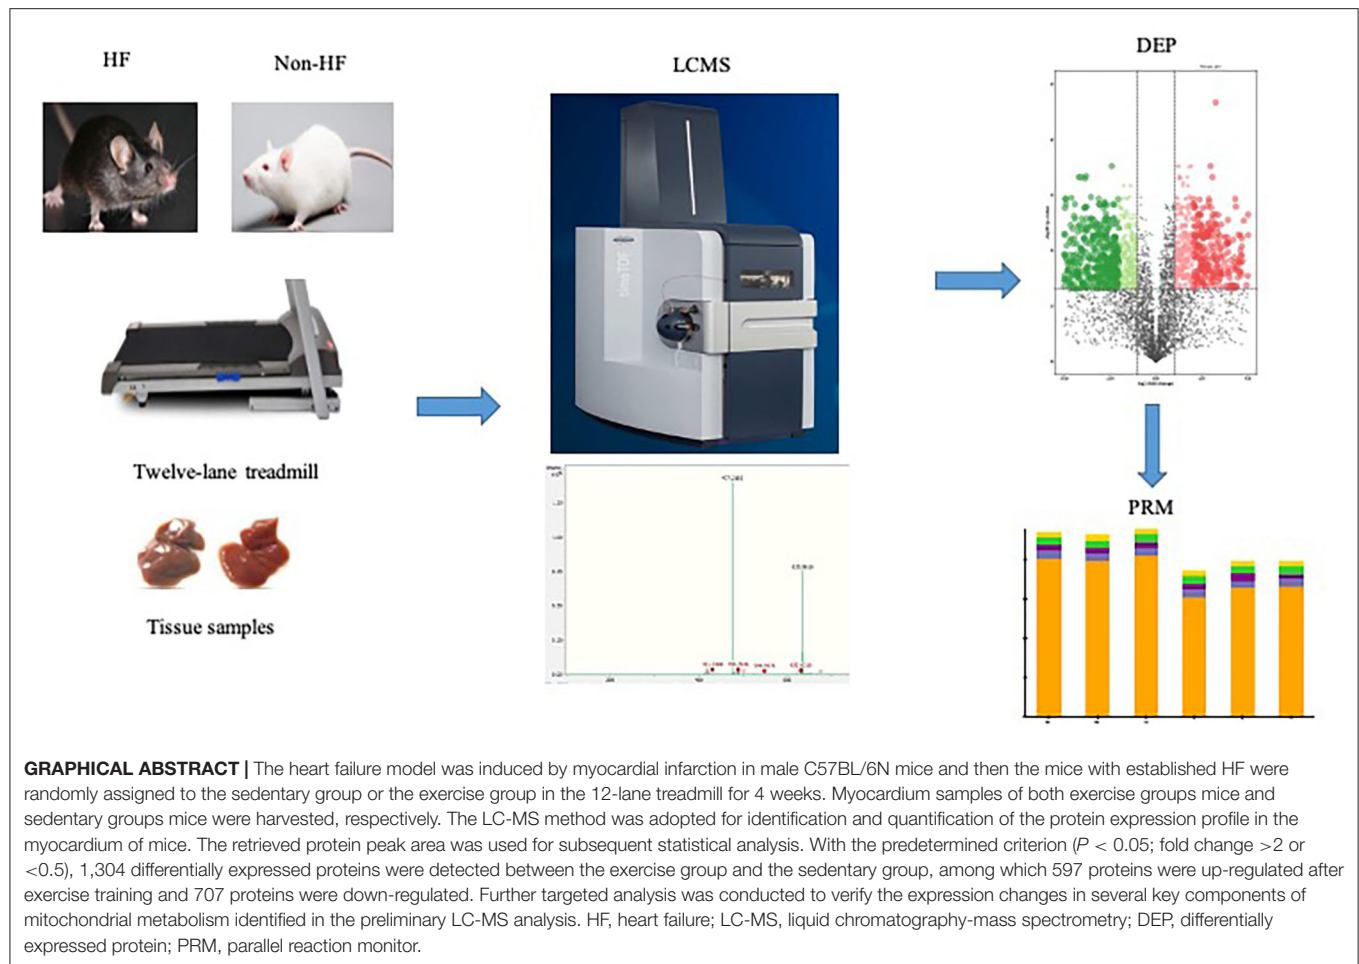 HF
Non-HF
Twelve-lane treadmill
Tissue samples
LCMS
timsTOF
DEP
PRM
GRAPHICAL ABSTRACT | The heart failure model was induced by myocardial infarction in male C57BL/6N mice and then the mice with established HF were
randomly assigned to the sedentary group or the exercise group in the 12-lane treadmill for 4 weeks. Myocardium samples of both exercise groups mice and
sedentary groups mice were harvested, respectively. The LC-MS method was adopted for identification and quantification of the protein expression profile in the
myocardium of mice. The retrieved protein peak area was used for subsequent statistical analysis. With the predetermined criterion (P < 0.05; fold change >2 or
<0.5), 1,304 differentially expressed proteins were detected between the exercise group and the sedentary group, among which 597 proteins were up-regulated after
exercise training and 707 proteins were down-regulated. Further targeted analysis was conducted to verify the expression changes in several key components of
mitochondrial metabolism identified in the preliminary LC-MS analysis. HF, heart failure; LC-MS, liquid chromatography-mass spectrometry; DEP, differentially
expressed protein; PRM, parallel reaction monitor.